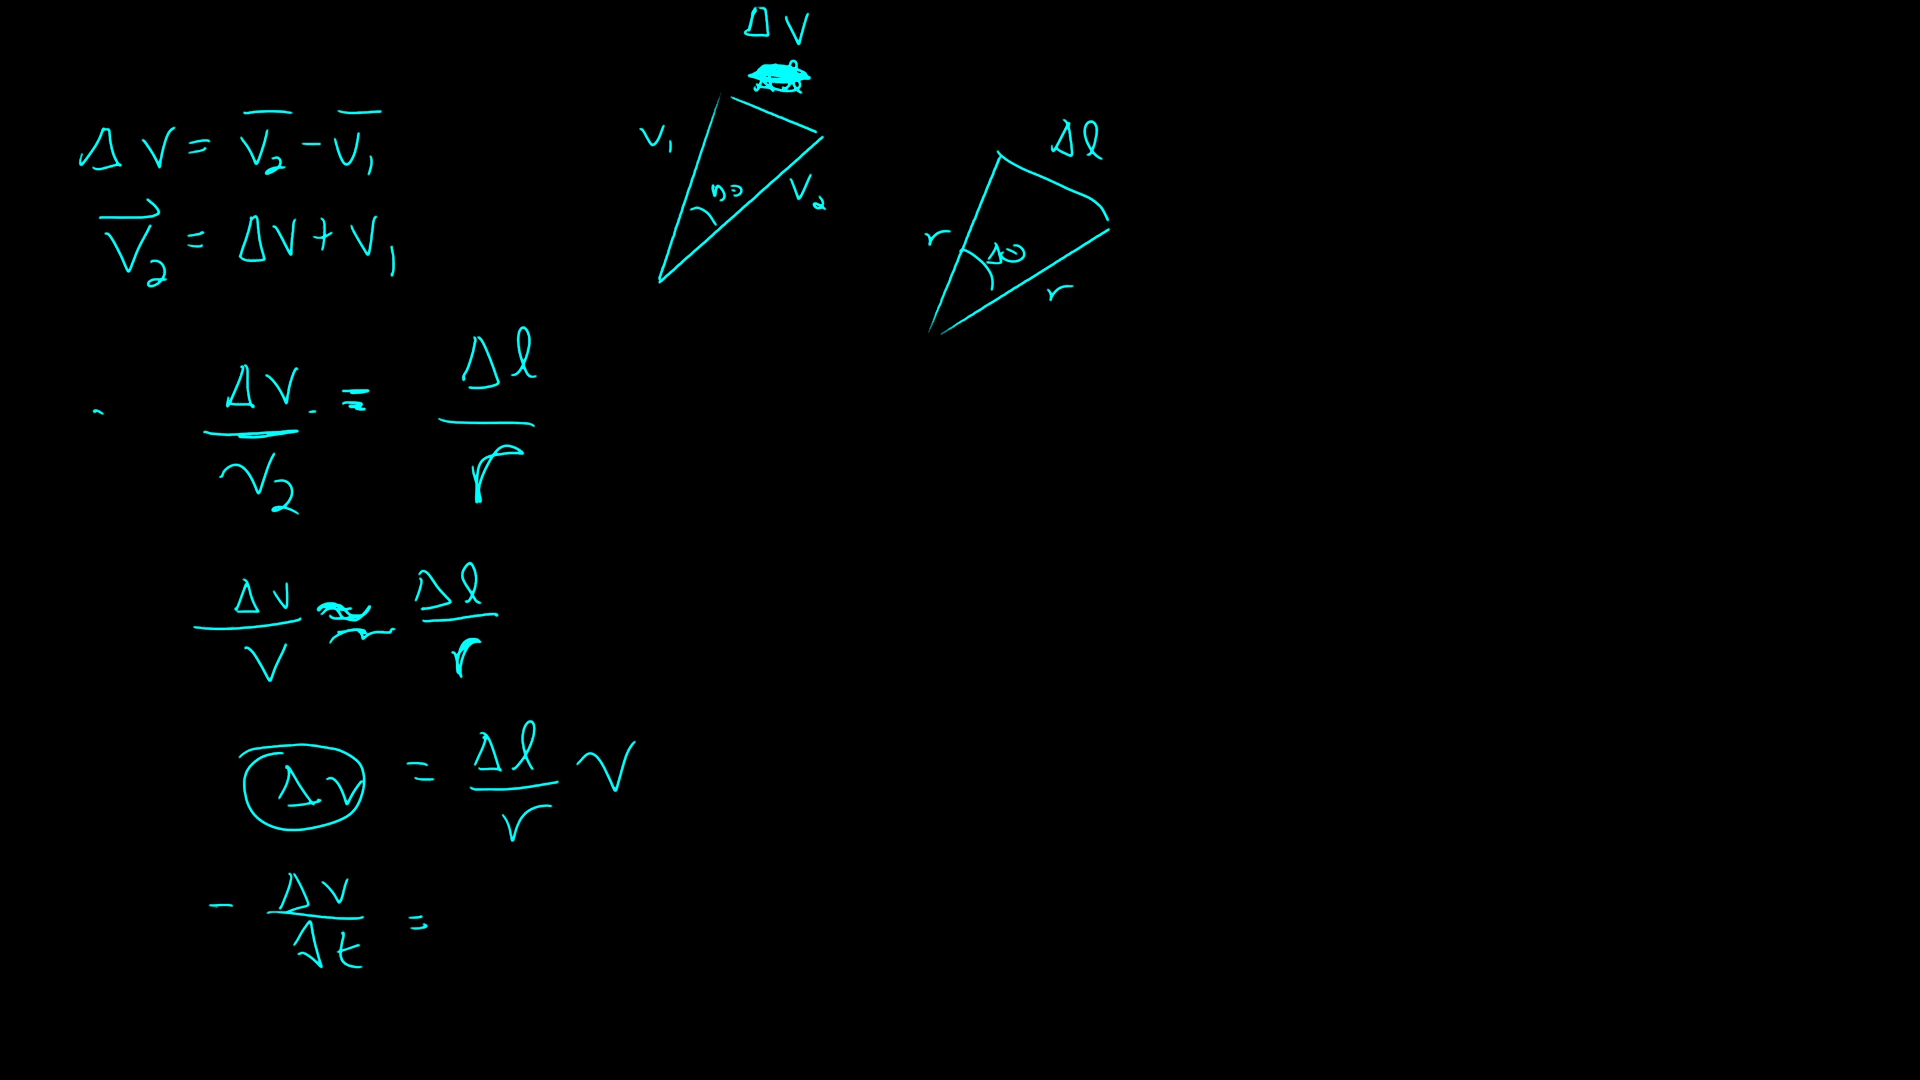 ΔV
ΔV = V₂ - V₁
V₁
Δθ
V₂
Δl
V₂ = ΔV + V₁
r
Δθ
r
ΔV/V₂ = Δl/r
ΔV/V ≈ Δl/r
ΔV = Δl/r V
- ΔV/Δt =